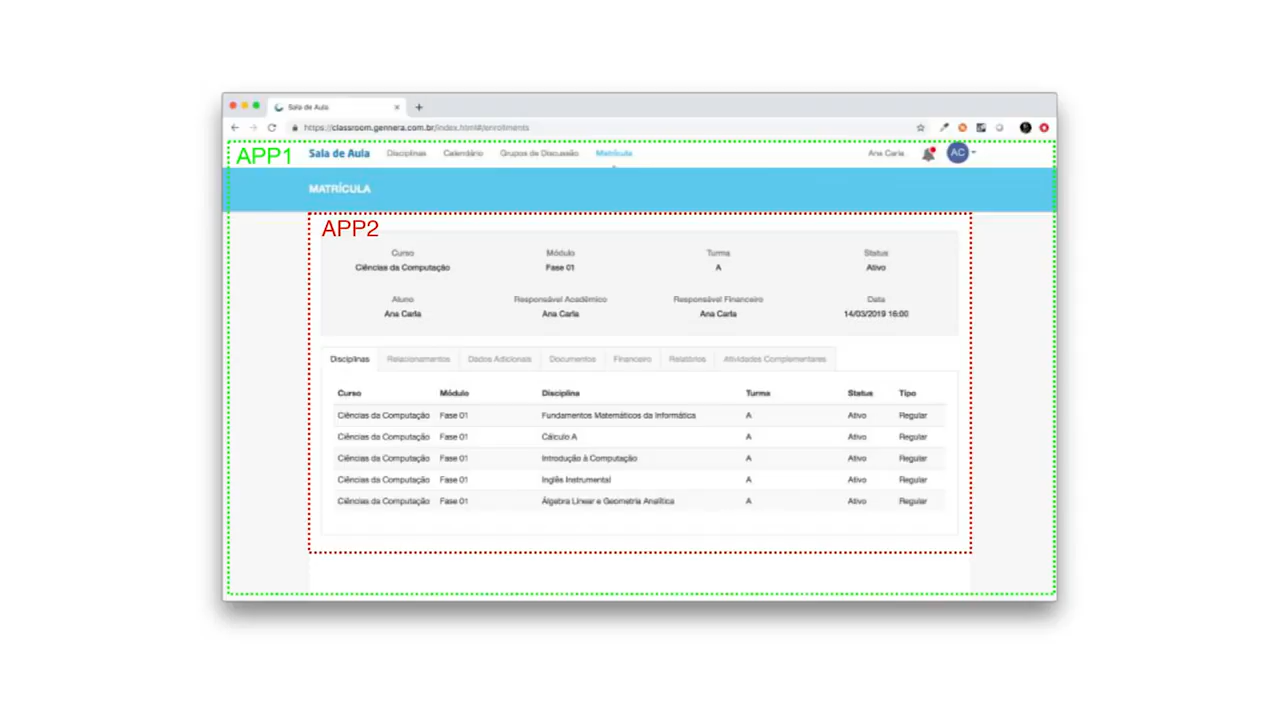 Sala de Aula
https://classroom.gennera.com.br/index.html#/enrollments
APP1 Sala de Aula Disciplinas Calendário Grupos de Discussão Matrícula Ana Carla AC
MATRÍCULA
APP2
Curso Módulo Turma Status
Ciências da Computação Fase 01 A Ativo
Aluno Responsável Acadêmico Responsável Financeiro Data
Ana Carla Ana Carla Ana Carla 14/03/2019 16:00
Disciplinas Relacionamentos Dados Adicionais Documentos Financeiro Relatórios Atividades Complementares
Curso Módulo Disciplina Turma Status Tipo
Ciências da Computação Fase 01 Fundamentos Matemáticos da Informática A Ativo Regular
Ciências da Computação Fase 01 Cálculo A A Ativo Regular
Ciências da Computação Fase 01 Introdução à Computação A Ativo Regular
Ciências da Computação Fase 01 Inglês Instrumental A Ativo Regular
Ciências da Computação Fase 01 Álgebra Linear e Geometria Analítica A Ativo Regular